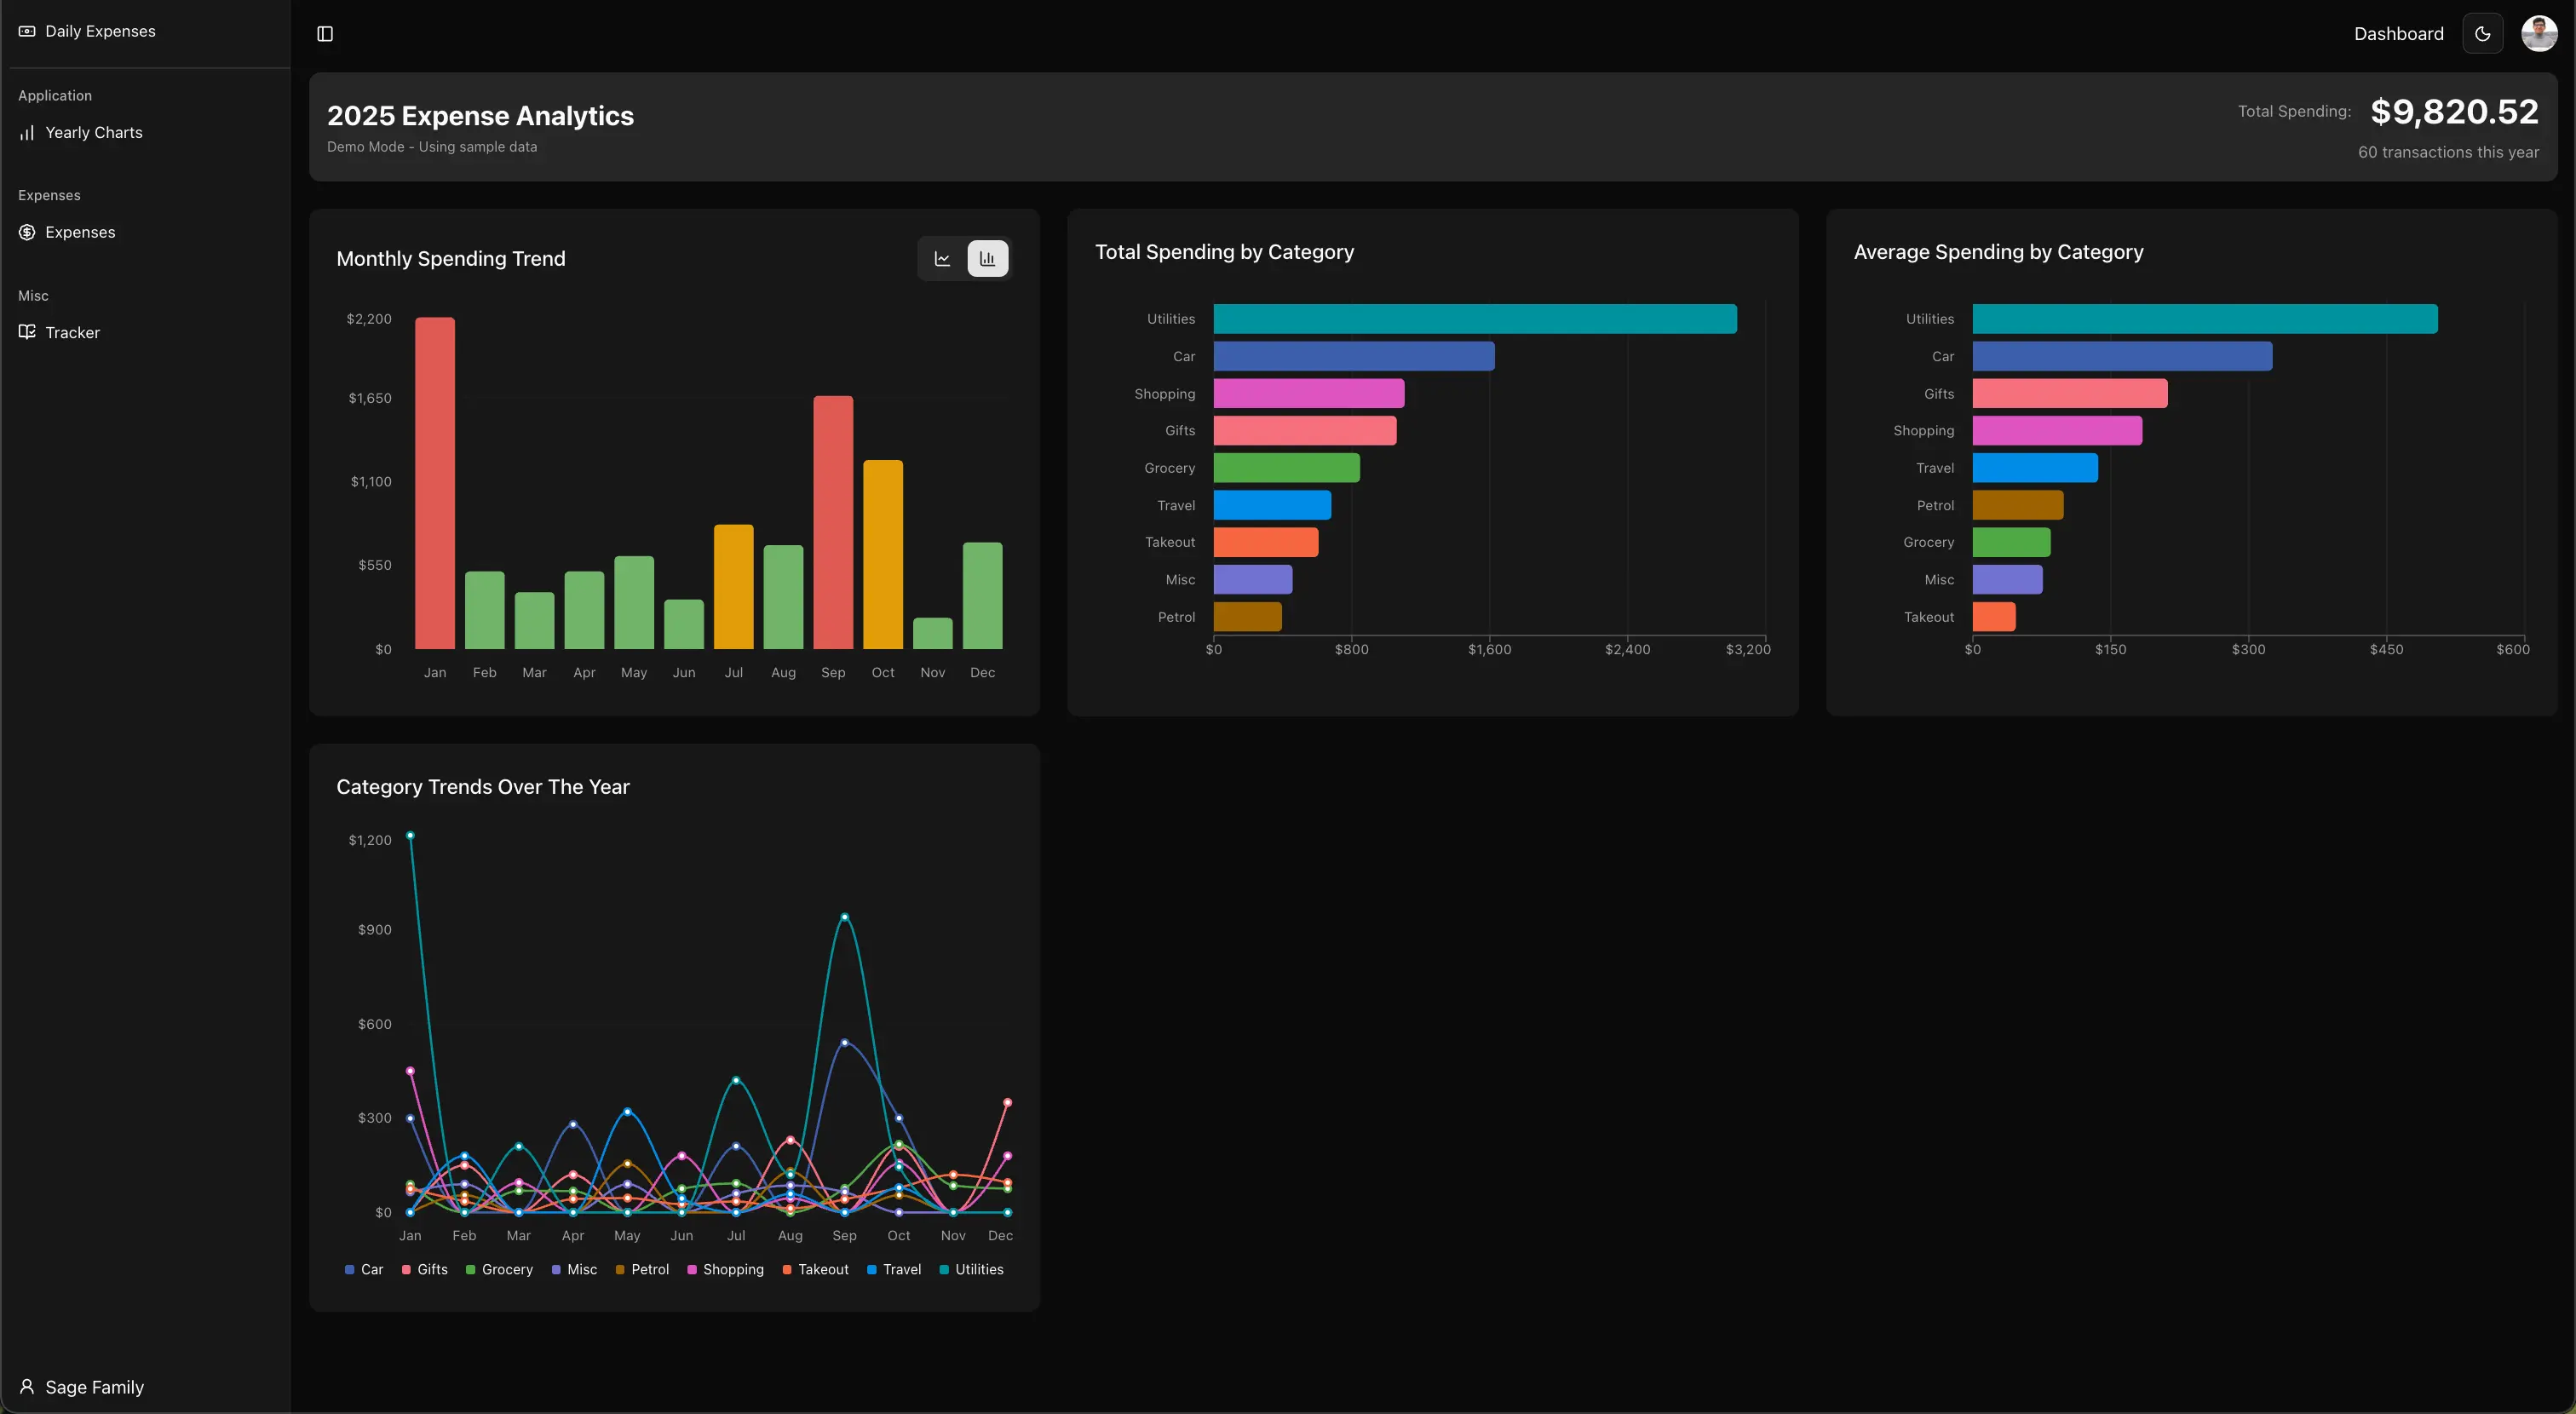 Daily Expenses
Application
Yearly Charts
Expenses
Expenses
Misc
Tracker
Sage Family
Dashboard
2025 Expense Analytics
Demo Mode - Using sample data
Total Spending: $9,820.52
60 transactions this year
Monthly Spending Trend
$2,200
$1,650
$1,100
$550
$0
Jan Feb Mar Apr May Jun Jul Aug Sep Oct Nov Dec
Total Spending by Category
Utilities
Car
Shopping
Gifts
Grocery
Travel
Takeout
Misc
Petrol
$0 $800 $1,600 $2,400 $3,200
Average Spending by Category
Utilities
Car
Gifts
Shopping
Travel
Petrol
Grocery
Misc
Takeout
$0 $150 $300 $450 $600
Category Trends Over The Year
$1,200
$900
$600
$300
$0
Jan Feb Mar Apr May Jun Jul Aug Sep Oct Nov Dec
Car Gifts Grocery Misc Petrol Shopping Takeout Travel Utilities